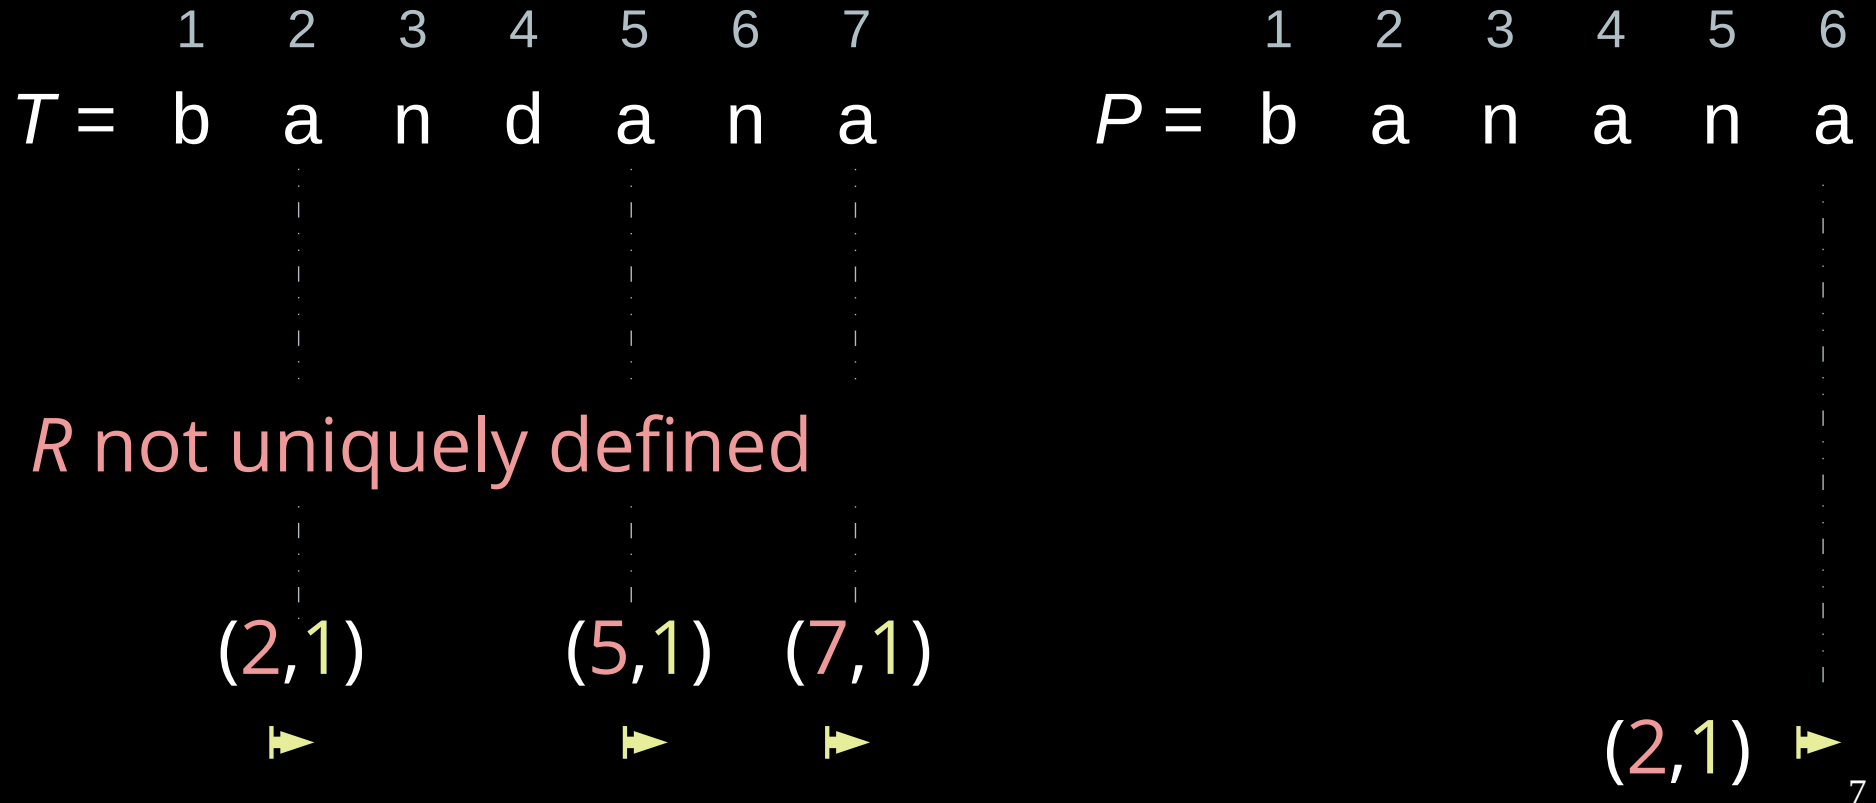 1 2 3 4 5 6 7 1 2 3 4 5 6
T = b a n d a n a P = b a n a n a
R not uniquely defined
(2,1) (5,1) (7,1)
(2,1)
7